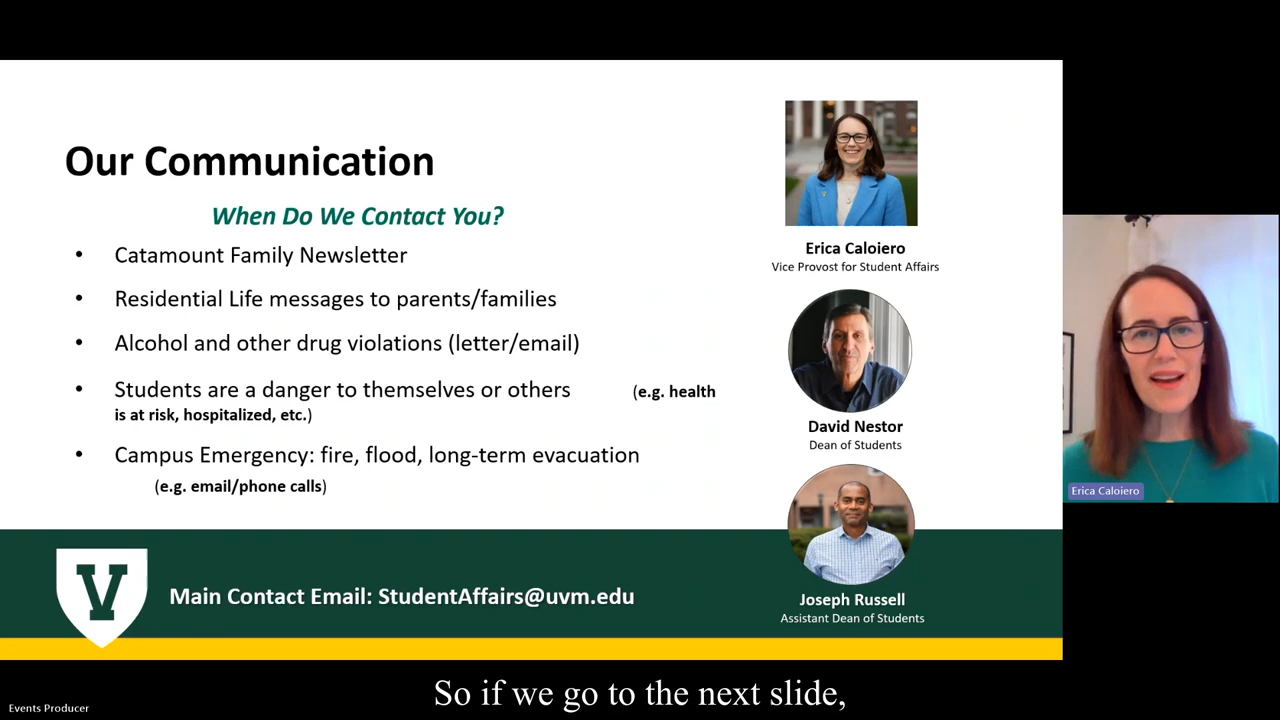 Our Communication
When Do We Contact You?
• Catamount Family Newsletter
• Residential Life messages to parents/families
• Alcohol and other drug violations (letter/email)
• Students are a danger to themselves or others (e.g. health
is at risk, hospitalized, etc.)
• Campus Emergency: fire, flood, long-term evacuation
(e.g. email/phone calls)
V
Main Contact Email: StudentAffairs@uvm.edu
Erica Caloiero
Vice Provost for Student Affairs
David Nestor
Dean of Students
Joseph Russell
Assistant Dean of Students
Erica Caloiero
So if we go to the next slide,
Events Producer